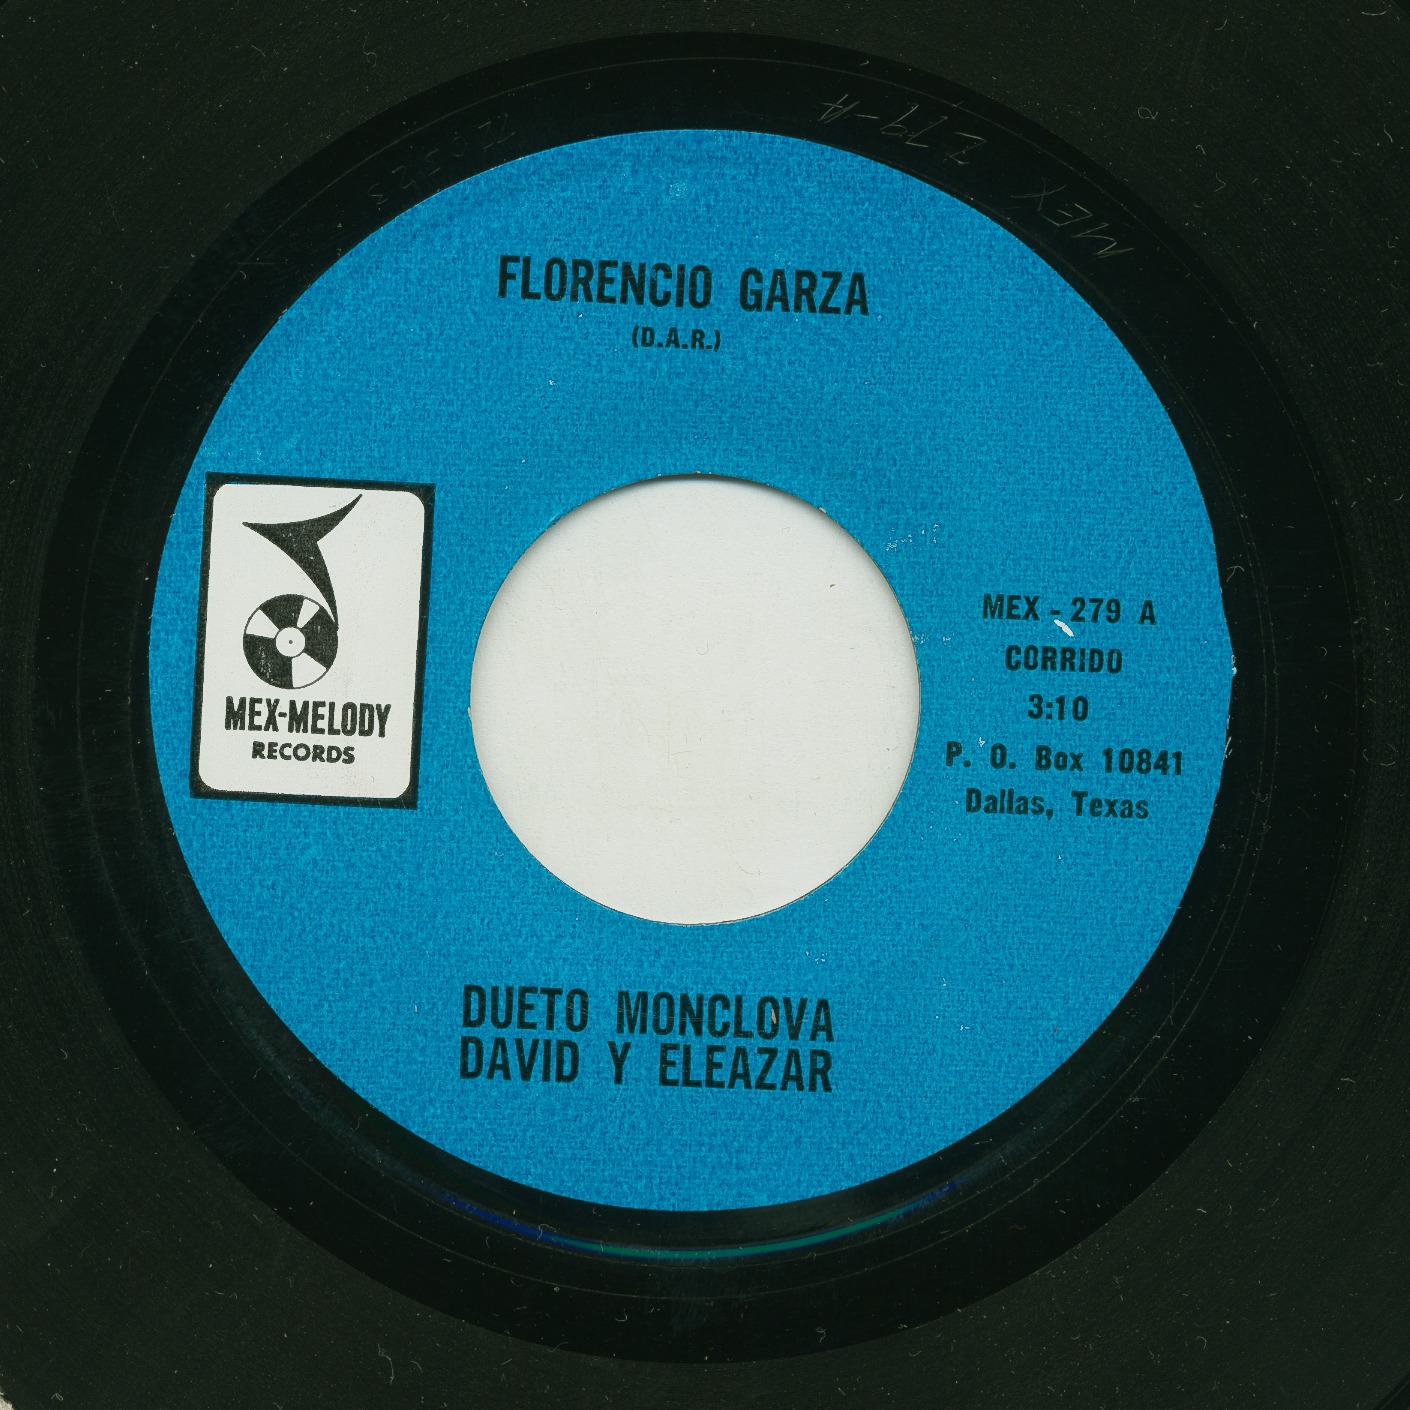 FLORENCIO GARZA
(D.A.R.)
MEX-MELODY
RECORDS
MEX - 279 A
CORRIDO
3:10
P. O. Box 10841
Dallas, Texas
DUETO MONCLOVA
DAVID Y ELEAZAR
MEX 279-A